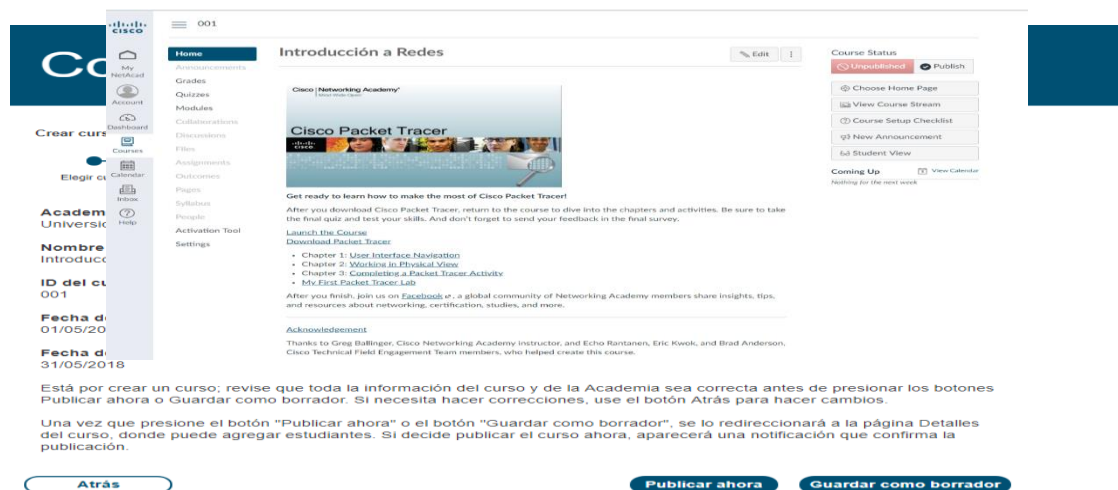 cisco
001
Co
My
NetAcad
Account
Dashboard
Courses
Calendar
Inbox
Help
Home
Announcements
Grades
Quizzes
Modules
Collaborations
Discussions
Files
Assignments
Outcomes
Pages
Syllabus
People
Activation Tool
Settings
Introducción a Redes
Edit
Cisco Networking Academy®
Mind Wide Open
Cisco Packet Tracer
cisco
Get ready to learn how to make the most of Cisco Packet Tracer!
After you download Cisco Packet Tracer, return to the course to dive into the chapters and activities. Be sure to take
the final quiz and test your skills. And don't forget to send your feedback in the final survey.
Launch the Course
Download Packet Tracer
• Chapter 1: User Interface Navigation
• Chapter 2: Working in Physical View
• Chapter 3: Completing a Packet Tracer Activity
• My First Packet Tracer Lab
After you finish, join us on Facebook, a global community of Networking Academy members share insights, tips,
and resources about networking, certification, studies, and more.
Acknowledgement
Thanks to Greg Ballinger, Cisco Networking Academy instructor, and Echo Rantanen, Eric Kwok, and Brad Anderson,
Cisco Technical Field Engagement Team members, who helped create this course.
Course Status
Unpublished Publish
Choose Home Page
View Course Stream
Course Setup Checklist
New Announcement
Student View
Coming Up View Calendar
Nothing for the next week
Crear curs
Elegir cu
Academ
Universid
Nombre
Introducc
ID del cu
001
Fecha d
01/05/20
Fecha d
31/05/2018
Está por crear un curso; revise que toda la información del curso y de la Academia sea correcta antes de presionar los botones
Publicar ahora o Guardar como borrador. Si necesita hacer correcciones, use el botón Atrás para hacer cambios.
Una vez que presione el botón "Publicar ahora" o el botón "Guardar como borrador", se lo redireccionará a la página Detalles
del curso, donde puede agregar estudiantes. Si decide publicar el curso ahora, aparecerá una notificación que confirma la
publicación.
Atrás
Publicar ahora
Guardar como borrador